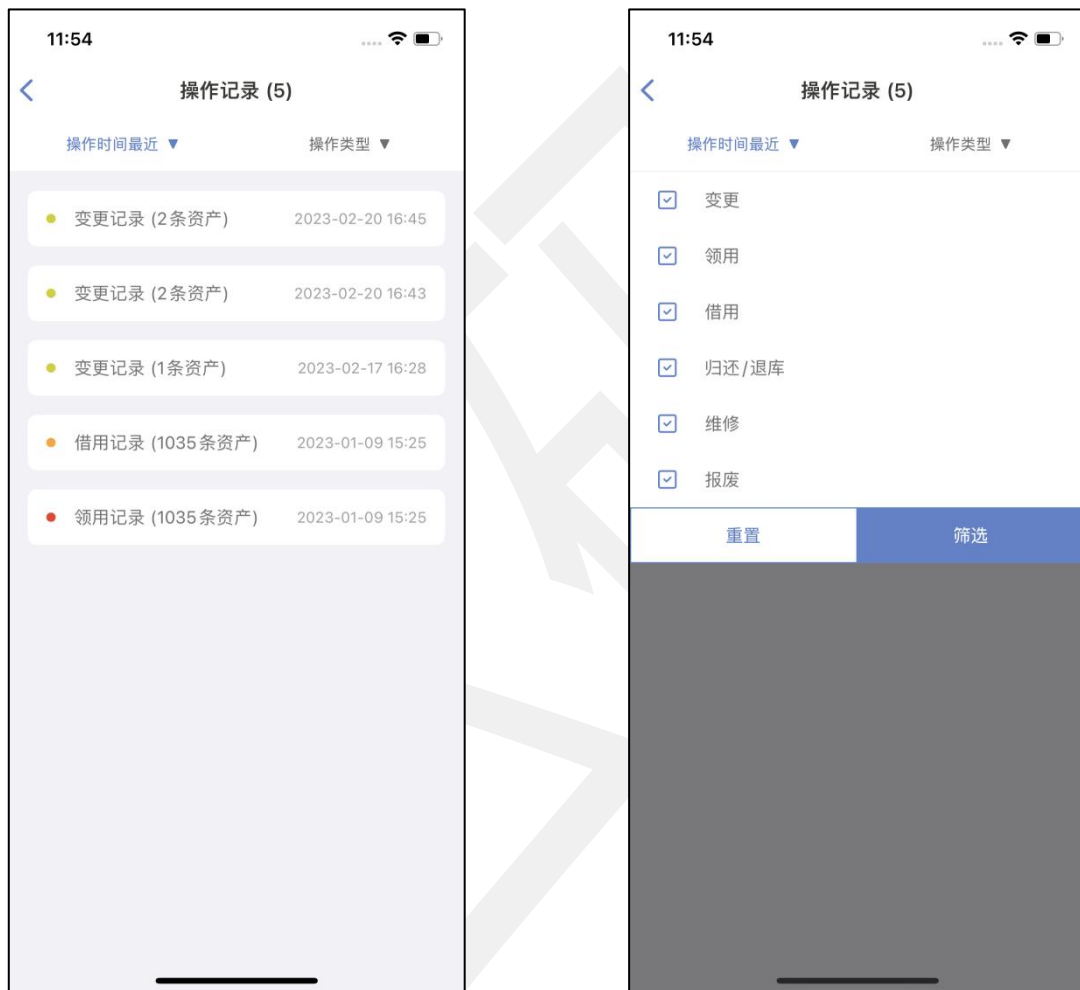 11:54
操作记录 (5)
操作时间最近 ▼
操作类型 ▼
变更记录 (2条资产)
2023-02-20 16:45
变更记录 (2条资产)
2023-02-20 16:43
变更记录 (1条资产)
2023-02-17 16:28
借用记录 (1035条资产)
2023-01-09 15:25
领用记录 (1035条资产)
2023-01-09 15:25
11:54
操作记录 (5)
操作时间最近 ▼
操作类型 ▼
变更
领用
借用
归还/退库
维修
报废
重置
筛选